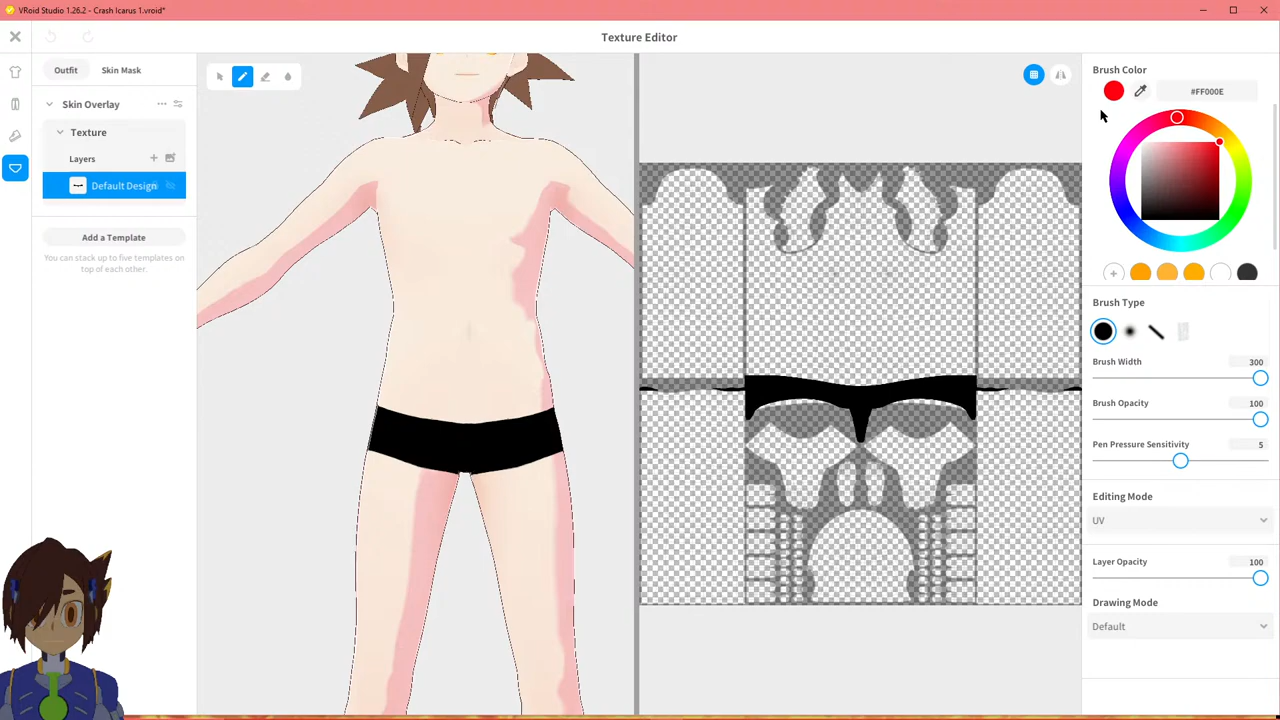 VRoid Studio 1.26.2 - Crash Icarus 1.vroid*
Texture Editor
Outfit
Skin Mask
Skin Overlay
Texture
Layers
Default Design
Add a Template
You can stack up to five templates on
top of each other.
Brush Color
#FF000E
Brush Type
Brush Width
300
Brush Opacity
100
Pen Pressure Sensitivity
5
Editing Mode
UV
Layer Opacity
100
Drawing Mode
Default